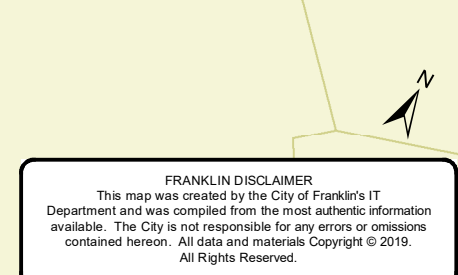 N
FRANKLIN DISCLAIMER
This map was created by the City of Franklin's IT
Department and was compiled from the most authentic information
available.  The City is not responsible for any errors or omissions
contained hereon.  All data and materials Copyright © 2019.
All Rights Reserved.